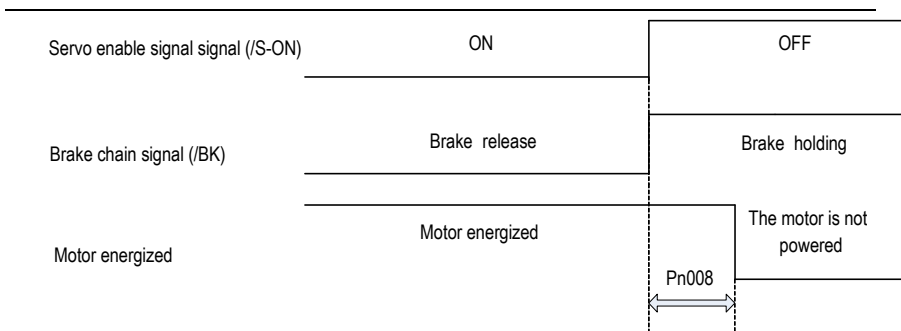 Servo enable signal signal (/S-ON)
ON
OFF
Brake chain signal (/BK)
Brake release
Brake holding
Motor energized
Motor energized
The motor is not
powered
Pn008